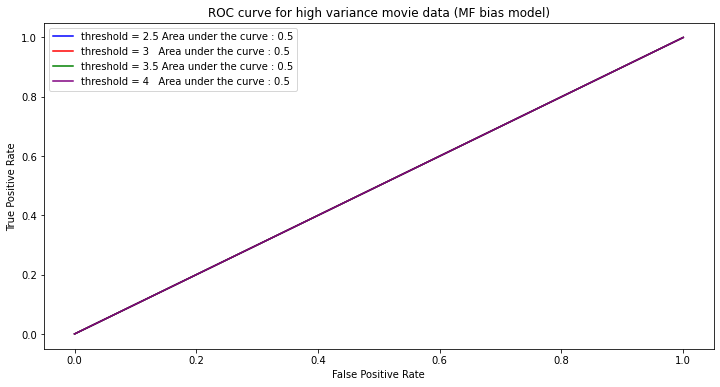 ROC curve for high variance movie data (MF bias model)
threshold = 2.5 Area under the curve : 0.5
threshold = 3   Area under the curve : 0.5
threshold = 3.5 Area under the curve : 0.5
threshold = 4   Area under the curve : 0.5
True Positive Rate
1.0
0.8
0.6
0.4
0.2
0.0
0.0 0.2 0.4 0.6 0.8 1.0
False Positive Rate